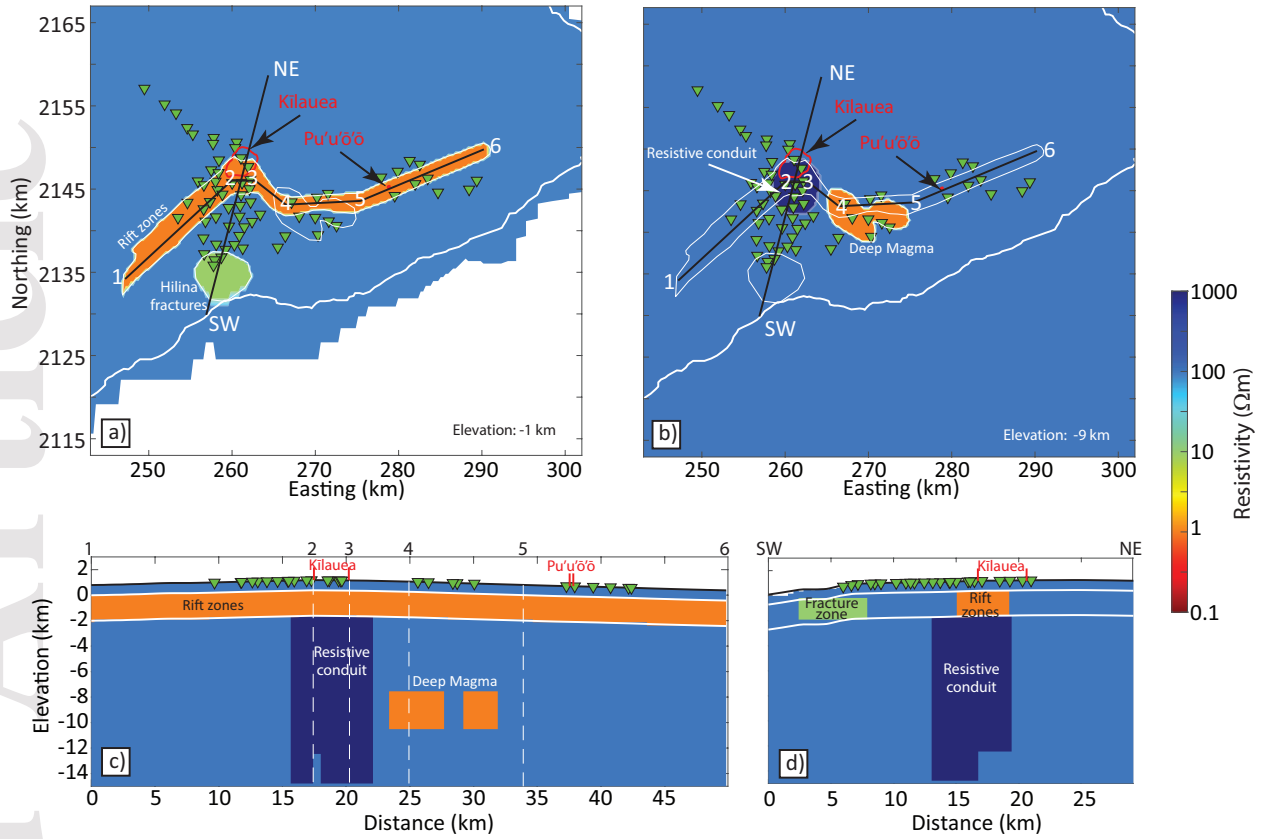 Article
2165
2155
2145
2135
2125
2115
Northing (km)
NE
Kīlauea
Pu'u'ō'ō
6
2
3
4
5
Rift zones
1
Hilina
fractures
SW
a)
Elevation: -1 km
250
260
270
280
290
300
Easting (km)
NE
Kīlauea
Pu'u'ō'ō
Resistive conduit
6
2
3
4
5
Deep Magma
1
SW
b)
Elevation: -9 km
250
260
270
280
290
300
Easting (km)
1000
100
10
1
0.1
Resistivity (Ωm)
1
2
3
4
5
6
Kīlauea
Pu'u'ō'ō
2
0
-2
-4
-6
-8
-10
-12
-14
Elevation (km)
Rift zones
Resistive
conduit
Deep Magma
c)
0
5
10
15
20
25
30
35
40
45
Distance (km)
SW
NE
Kīlauea
Fracture
zone
Rift
zones
Resistive
conduit
d)
0
5
10
15
20
25
Distance (km)